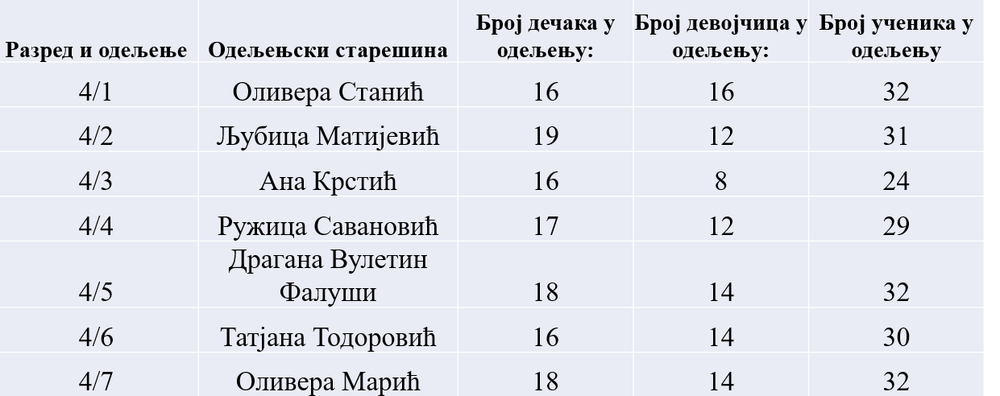 Разред и одељење Одељењски старешина Број дечака у одељењу: Број девојчица у одељењу: Број ученика у одељењу
4/1 Оливера Станић 16 16 32
4/2 Љубица Матијевић 19 12 31
4/3 Ана Крстић 16 8 24
4/4 Ружица Савановић 17 12 29
4/5 Драгана Вулетин Фалуши 18 14 32
4/6 Татјана Тодоровић 16 14 30
4/7 Оливера Марић 18 14 32